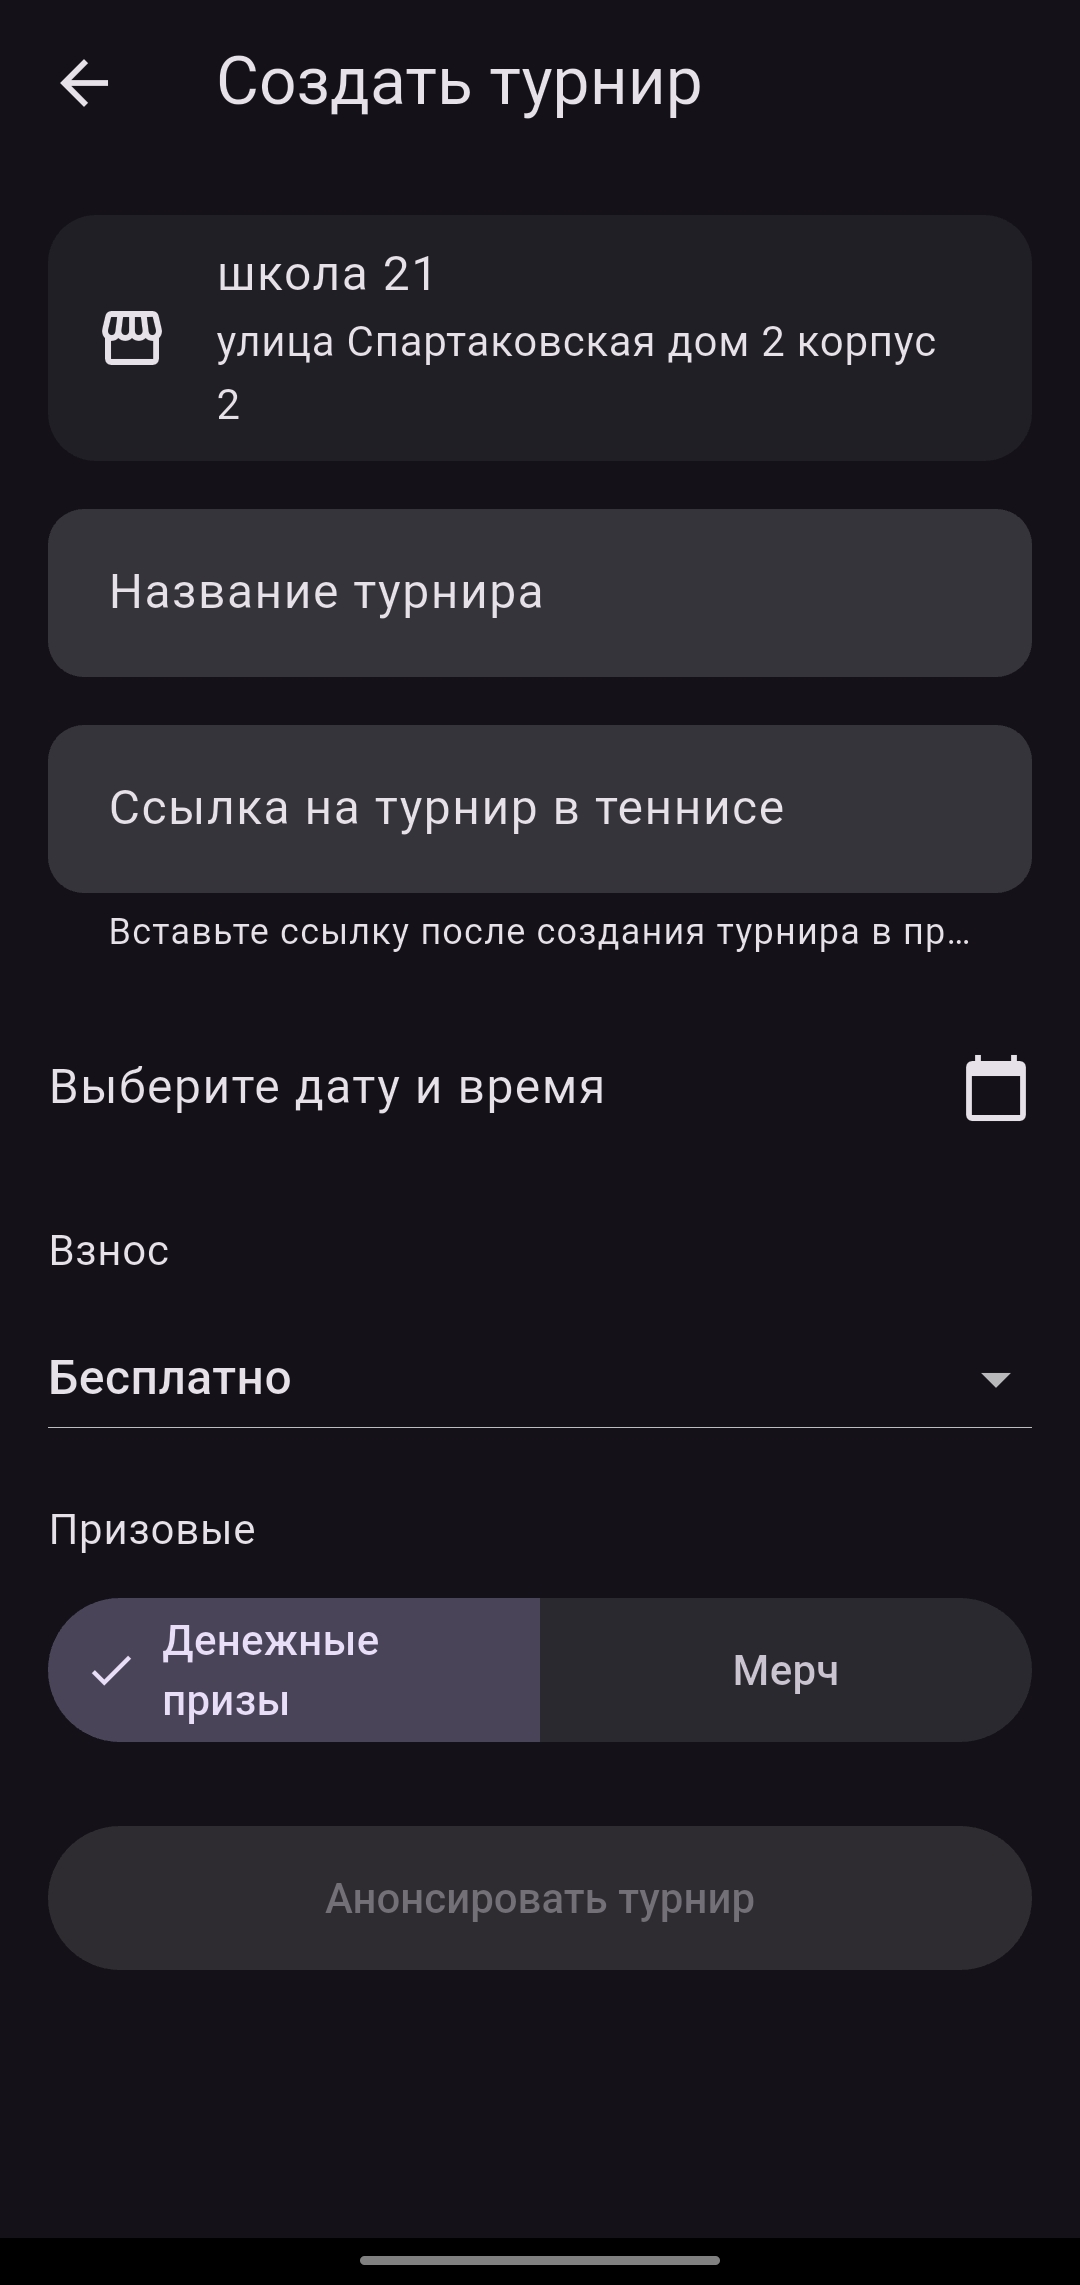 Создать турнир
школа 21
улица Спартаковская дом 2 корпус
2
Название турнира
Ссылка на турнир в теннисе
Вставьте ссылку после создания турнира в пр...
Выберите дату и время
Взнос
Бесплатно
Призовые
Денежные
призы
Мерч
Анонсировать турнир